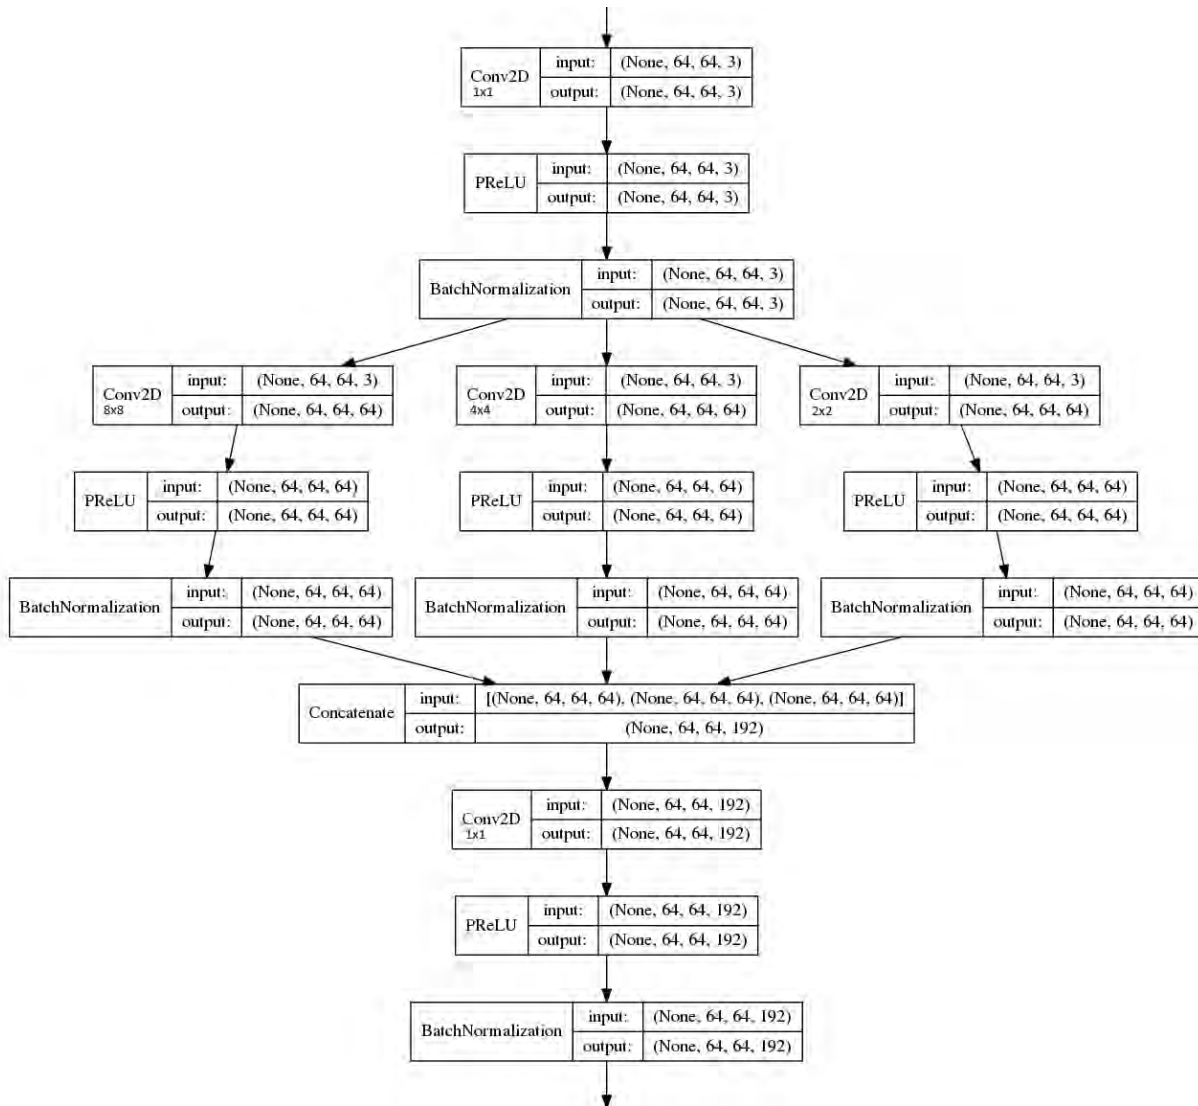 Conv2D
1x1
input: (None, 64, 64, 3)
output: (None, 64, 64, 3)
PReLU
input: (None, 64, 64, 3)
output: (None, 64, 64, 3)
BatchNormalization
input: (None, 64, 64, 3)
output: (None, 64, 64, 3)
Conv2D
8x8
input: (None, 64, 64, 3)
output: (None, 64, 64, 64)
Conv2D
4x4
input: (None, 64, 64, 3)
output: (None, 64, 64, 64)
Conv2D
2x2
input: (None, 64, 64, 3)
output: (None, 64, 64, 64)
PReLU
input: (None, 64, 64, 64)
output: (None, 64, 64, 64)
PReLU
input: (None, 64, 64, 64)
output: (None, 64, 64, 64)
PReLU
input: (None, 64, 64, 64)
output: (None, 64, 64, 64)
BatchNormalization
input: (None, 64, 64, 64)
output: (None, 64, 64, 64)
BatchNormalization
input: (None, 64, 64, 64)
output: (None, 64, 64, 64)
BatchNormalization
input: (None, 64, 64, 64)
output: (None, 64, 64, 64)
Concatenate
input: [(None, 64, 64, 64), (None, 64, 64, 64), (None, 64, 64, 64)]
output: (None, 64, 64, 192)
Conv2D
1x1
input: (None, 64, 64, 192)
output: (None, 64, 64, 192)
PReLU
input: (None, 64, 64, 192)
output: (None, 64, 64, 192)
BatchNormalization
input: (None, 64, 64, 192)
output: (None, 64, 64, 192)